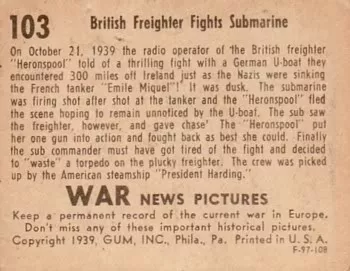 103 British Freighter Fights Submarine
On October 21, 1939 the radio operator of the British freighter
"Heronspool" told of a thrilling fight with a German U-boat they
encountered 300 miles off Ireland just as the Nazis were sinking
the French tanker "Emile Miquel"! It was dusk. The submarine
was firing shot after shot at the tanker and the "Heronspool" fled
the scene hoping to remain unnoticed by the U-boat. The sub saw
the freighter, however, and gave chase! The "Heronspool" put
her one gun into action and fought back as best she could. Finally
the sub commander must have got tired of the fight and decided
to "waste" a torpedo on the plucky freighter. The crew was picked
up by the American steamship "President Harding."
WAR NEWS PICTURES
Keep a permanent record of the current war in Europe.
Don't miss any of these important historical pictures.
Copyright 1939, GUM, INC., Phila., Pa. Printed in U. S. A.
F-97-108